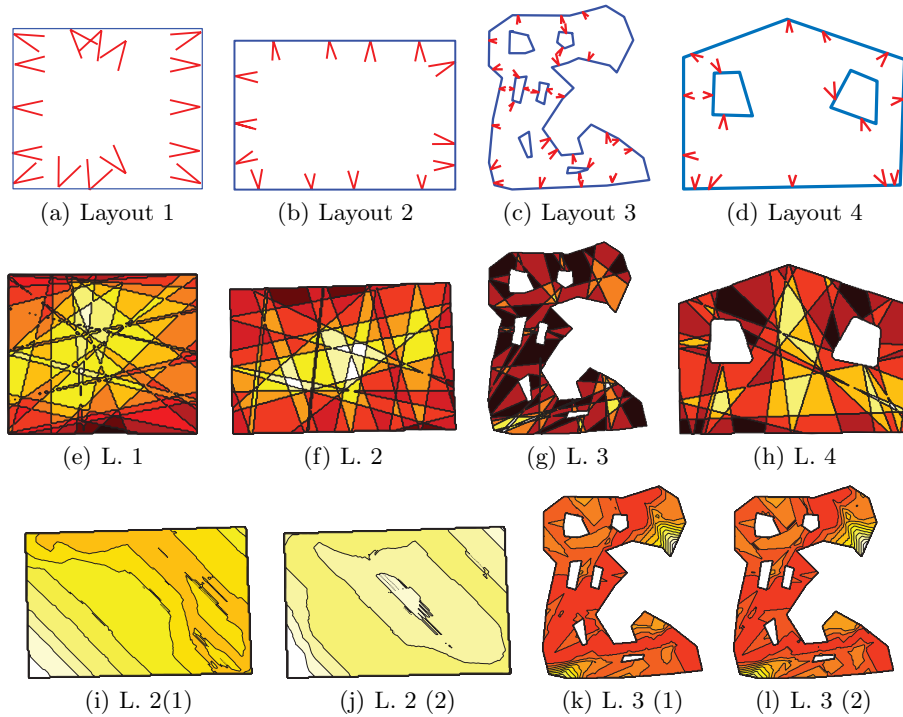 (a) Layout 1
(b) Layout 2
(c) Layout 3
(d) Layout 4
(e) L. 1
(f) L. 2
(g) L. 3
(h) L. 4
(i) L. 2(1)
(j) L. 2 (2)
(k) L. 3 (1)
(l) L. 3 (2)